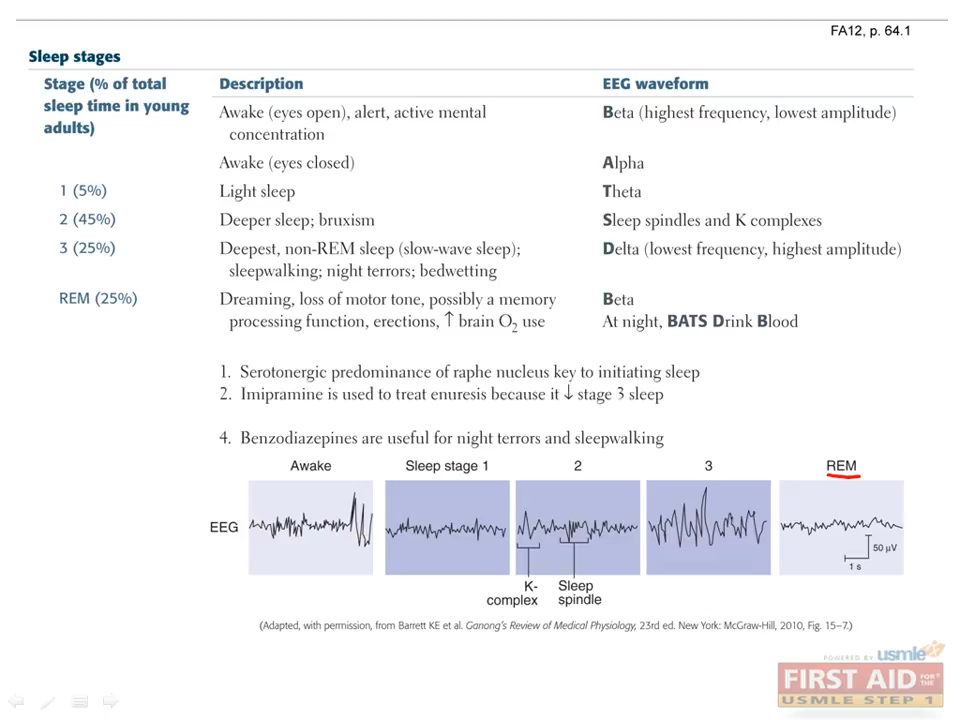 FA12, p. 64.1
Sleep stages
Stage (% of total sleep time in young adults) Description EEG waveform
Awake (eyes open), alert, active mental concentration Beta (highest frequency, lowest amplitude)
Awake (eyes closed) Alpha
1 (5%) Light sleep Theta
2 (45%) Deeper sleep; bruxism Sleep spindles and K complexes
3 (25%) Deepest, non-REM sleep (slow-wave sleep); Delta (lowest frequency, highest amplitude)
sleepwalking; night terrors; bedwetting
REM (25%) Dreaming, loss of motor tone, possibly a memory Beta
processing function, erections, ↑ brain O2 use At night, BATS Drink Blood
1. Serotonergic predominance of raphe nucleus key to initiating sleep
2. Imipramine is used to treat enuresis because it ↓ stage 3 sleep
4. Benzodiazepines are useful for night terrors and sleepwalking
Awake Sleep stage 1 2 3 REM
EEG
50 μV
1 s
K-complex Sleep spindle
(Adapted, with permission, from Barrett KE et al. Ganong's Review of Medical Physiology, 23rd ed. New York: McGraw-Hill, 2010, Fig. 15–7.)
POWERED BY usmle
FIRST AID FOR THE®
USMLE STEP 1